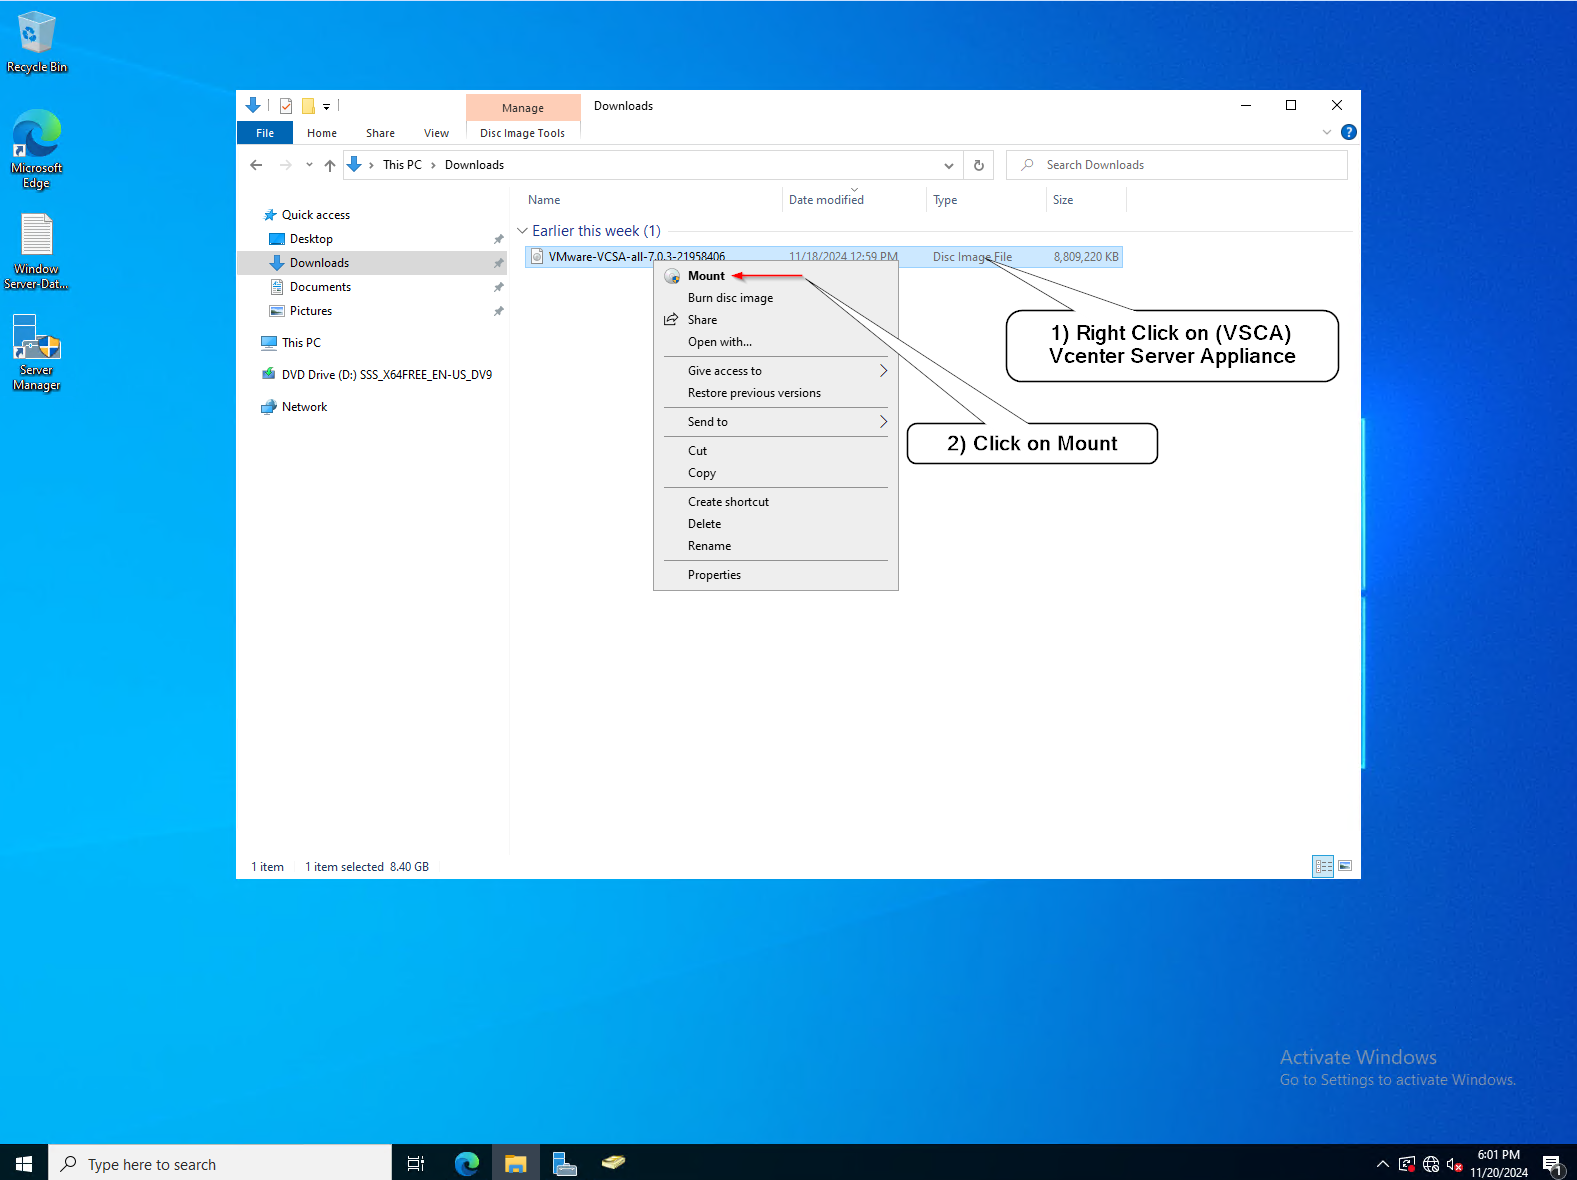 Recycle Bin
Microsoft
Edge
Window
Server-Dat...
Server
Manager
Manage
Downloads
File
Home
Share
View
Disc Image Tools
This PC
Downloads
Search Downloads
Name
Date modified
Type
Size
Quick access
Desktop
Downloads
Documents
Pictures
This PC
DVD Drive (D:) SSS_X64FREE_EN-US_DV9
Network
Earlier this week (1)
VMware-VCSA-all-7.0.3-21958406
11/18/2024 12:59 PM
Disc Image File
8,809,220 KB
Mount
Burn disc image
Share
Open with...
Give access to
Restore previous versions
Send to
Cut
Copy
Create shortcut
Delete
Rename
Properties
1) Right Click on (VSCA)
Vcenter Server Appliance
2) Click on Mount
1 item
1 item selected 8.40 GB
Activate Windows
Go to Settings to activate Windows.
Type here to search
6:01 PM
11/20/2024
1